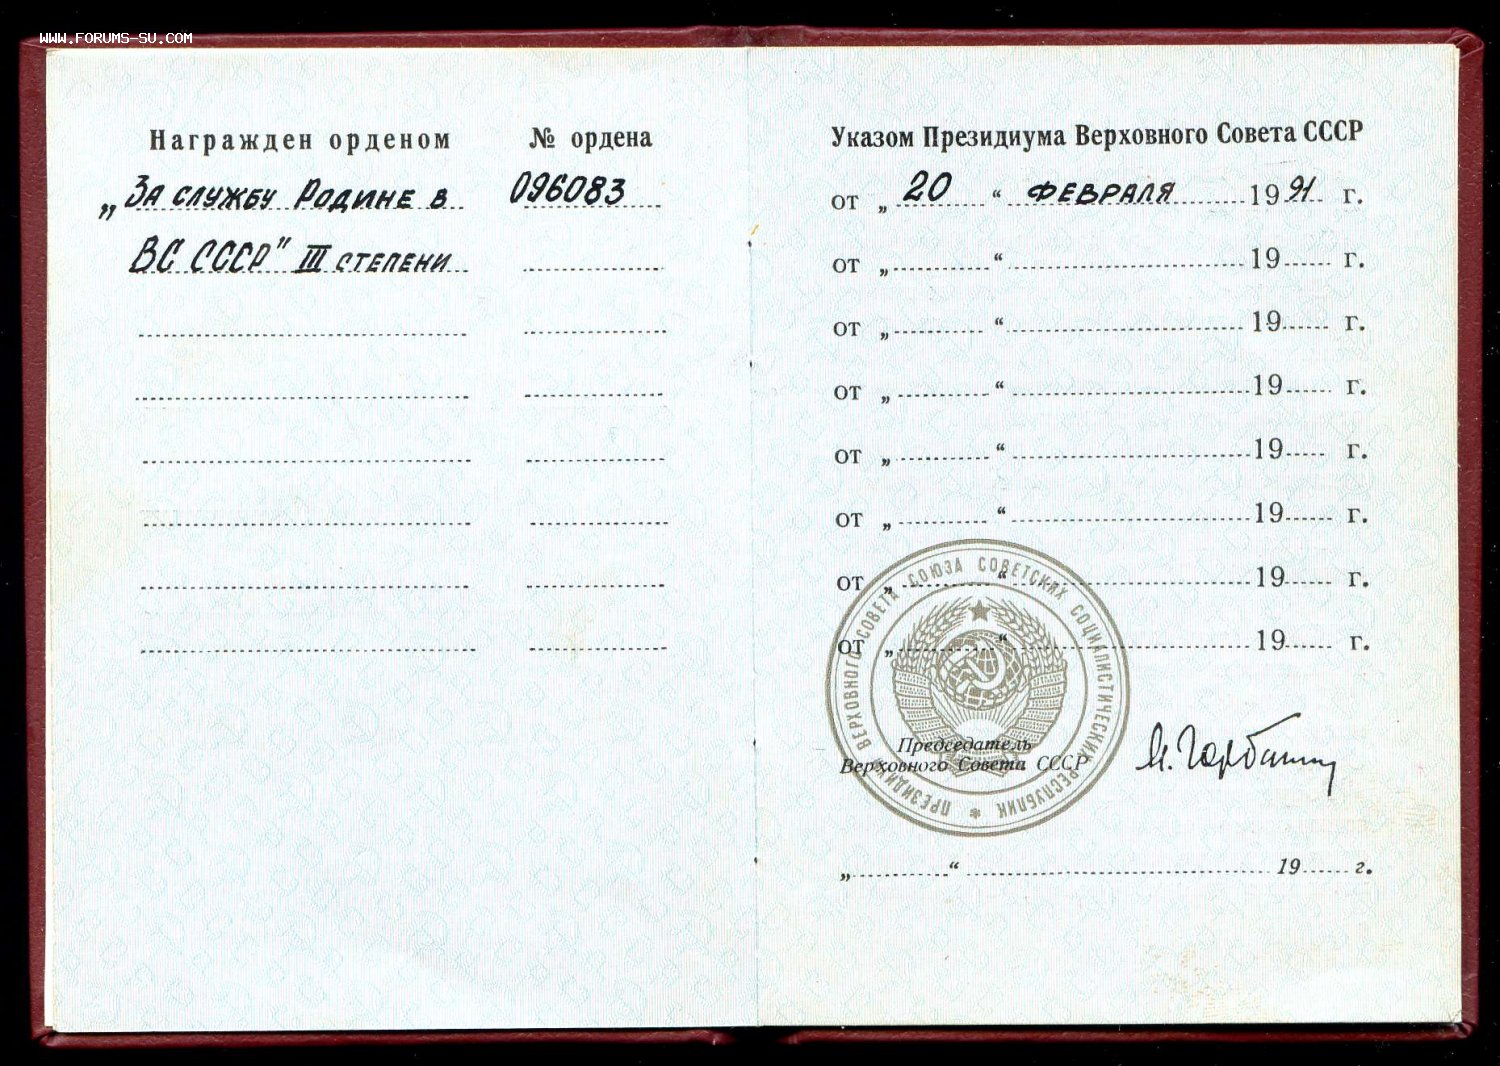 WWW.FORUMS-SU.COM
Награжден орденом
№ ордена
„За службу Родине в
096083
ВС СССР" III степени
Указом Президиума Верховного Совета СССР
от „ 20 “ ФЕВРАЛЯ 1991 г.
от „ “ 19 г.
от „ “ 19 г.
от „ “ 19 г.
от „ “ 19 г.
от „ “ 19 г.
от „ “ 19 г.
от „ “ 19 г.
ПРЕЗИДИУМ ВЕРХОВНОГО СОВЕТА СОЮЗА СОВЕТСКИХ СОЦИАЛИСТИЧЕСКИХ РЕСПУБЛИК *
Председатель
Верховного Совета СССР
М. Горбачев
„ “ 19 г.